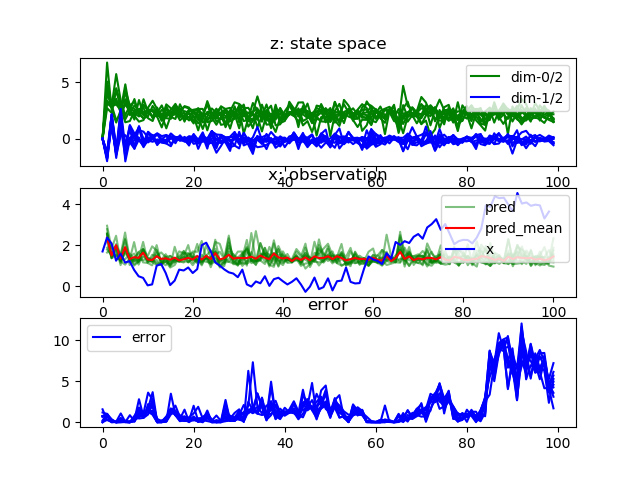 z: state space
5
0
dim-0/2
dim-1/2
0 20 40 60 80 100
x: observation
4
2
0
pred
pred_mean
x
0 20 40 60 80 100
error
10
5
0
error
0 20 40 60 80 100